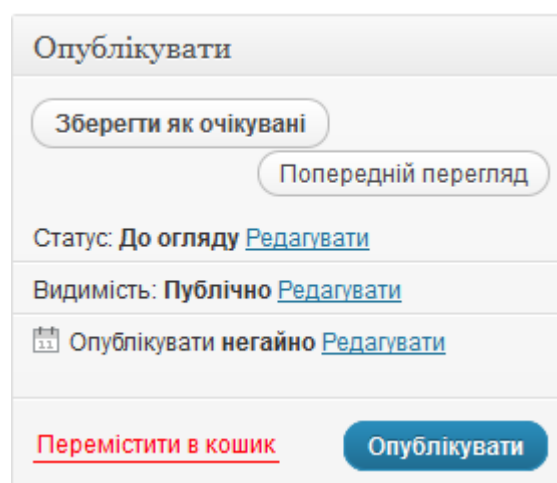 Опублікувати
Зберегти як очікувані
Попередній перегляд
Статус: До огляду Редагувати
Видимість: Публічно Редагувати
11 Опублікувати негайно Редагувати
Перемістити в кошик Опублікувати